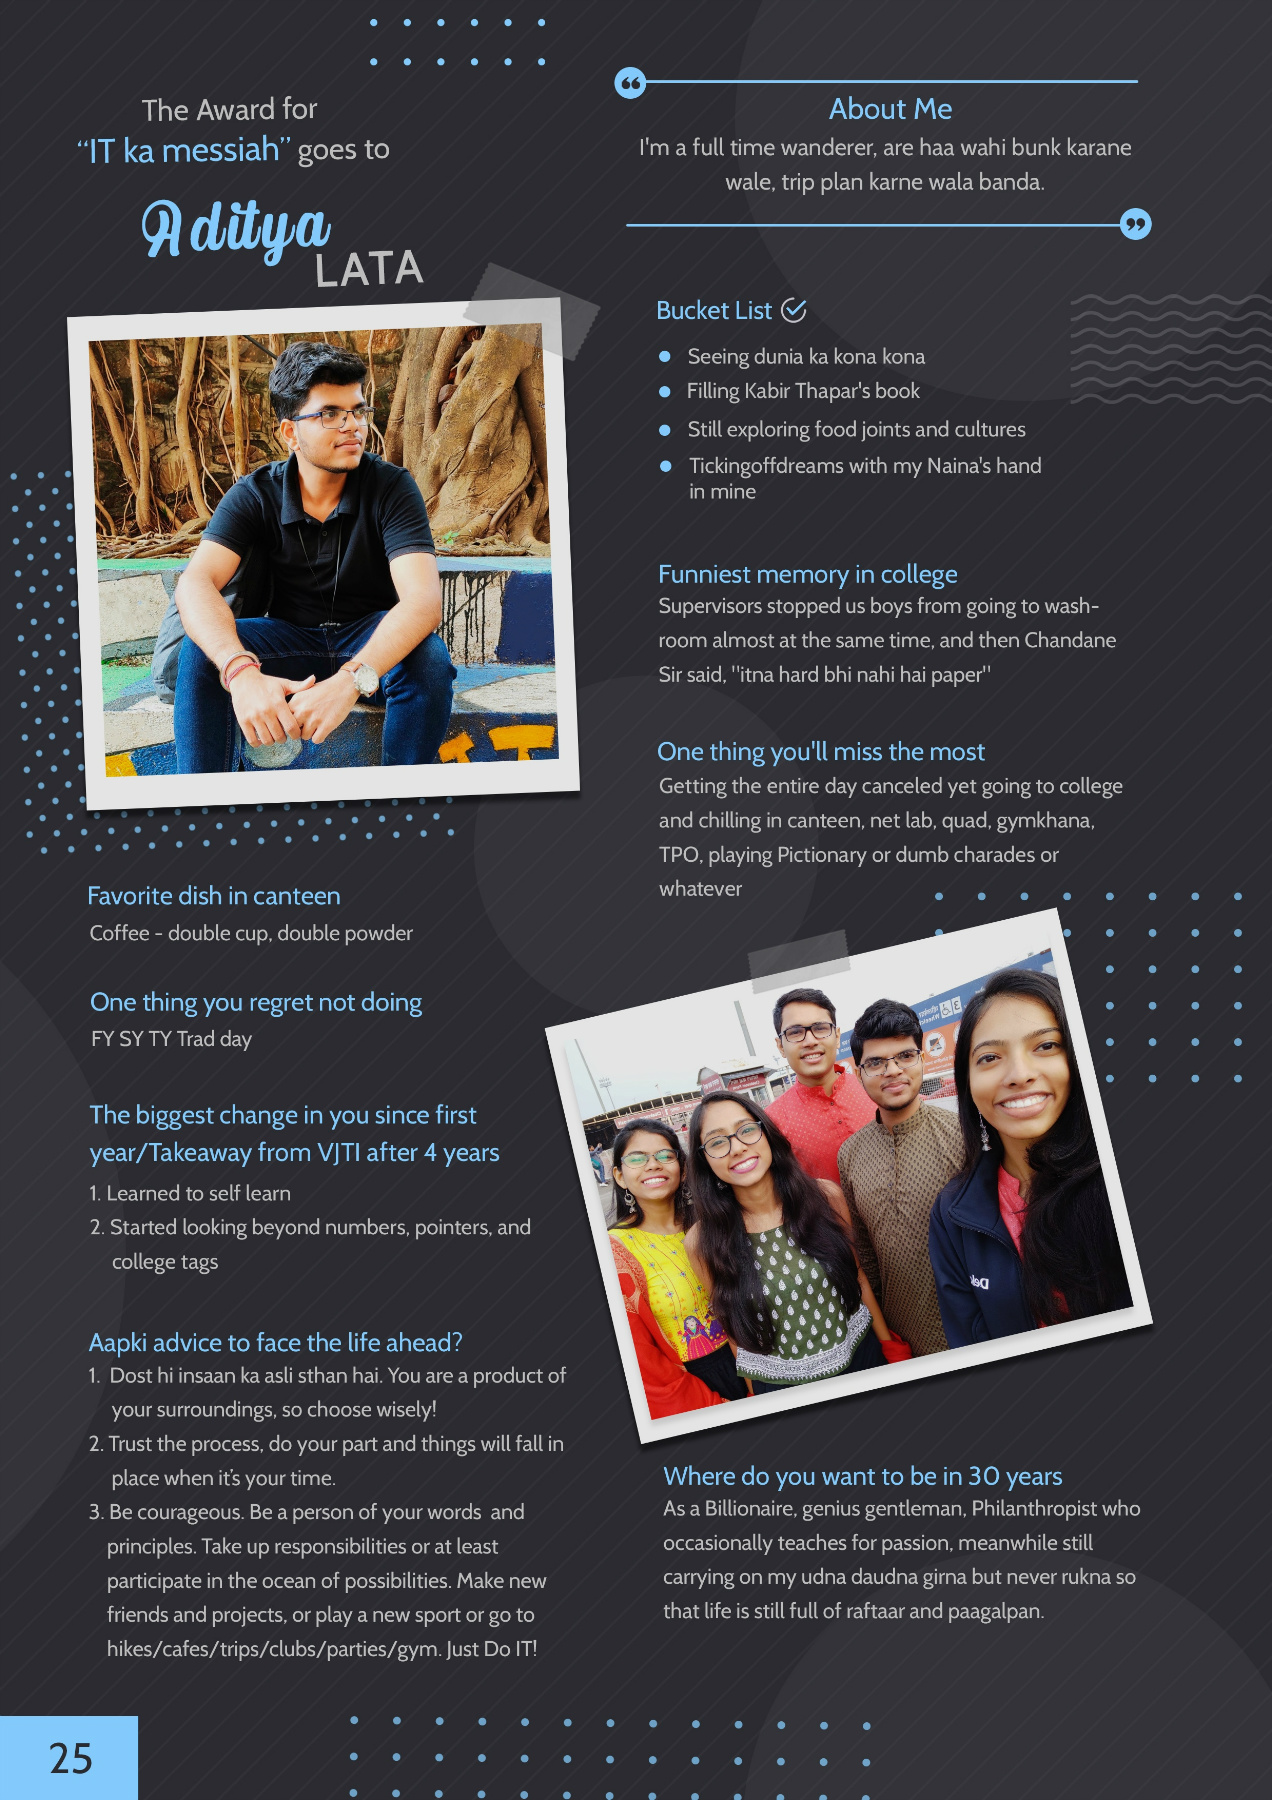 The Award for
“IT ka messiah” goes to
Aditya
LATA
“
About Me
I'm a full time wanderer, are haa wahi bunk karane
wale, trip plan karne wala banda.
”
Bucket List
Seeing dunia ka kona kona
Filling Kabir Thapar's book
Still exploring food joints and cultures
Tickingoffdreams with my Naina's hand
in mine
Funniest memory in college
Supervisors stopped us boys from going to wash-
room almost at the same time, and then Chandane
Sir said, "itna hard bhi nahi hai paper"
One thing you'll miss the most
Getting the entire day canceled yet going to college
and chilling in canteen, net lab, quad, gymkhana,
TPO, playing Pictionary or dumb charades or
whatever
Favorite dish in canteen
Coffee - double cup, double powder
One thing you regret not doing
FY SY TY Trad day
The biggest change in you since first
year/Takeaway from VJTI after 4 years
1. Learned to self learn
2. Started looking beyond numbers, pointers, and
college tags
Aapki advice to face the life ahead?
1. Dost hi insaan ka asli sthan hai. You are a product of
your surroundings, so choose wisely!
2. Trust the process, do your part and things will fall in
place when it's your time.
3. Be courageous. Be a person of your words and
principles. Take up responsibilities or at least
participate in the ocean of possibilities. Make new
friends and projects, or play a new sport or go to
hikes/cafes/trips/clubs/parties/gym. Just Do IT!
Where do you want to be in 30 years
As a Billionaire, genius gentleman, Philanthropist who
occasionally teaches for passion, meanwhile still
carrying on my udna daudna girna but never rukna so
that life is still full of raftaar and paagalpan.
25